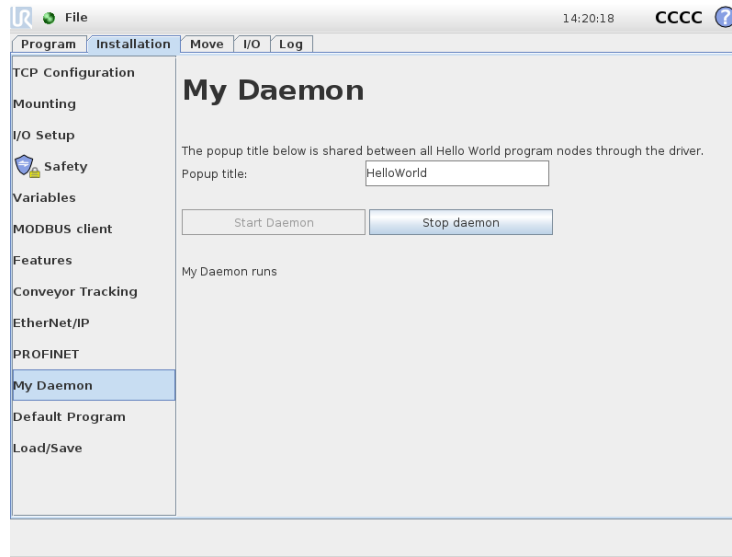 UR File 14:20:18 CCCC ?
Program Installation Move I/O Log
TCP Configuration
Mounting
I/O Setup
Safety
Variables
MODBUS client
Features
Conveyor Tracking
EtherNet/IP
PROFINET
My Daemon
Default Program
Load/Save
My Daemon
The popup title below is shared between all Hello World program nodes through the driver.
Popup title: HelloWorld
Start Daemon Stop daemon
My Daemon runs